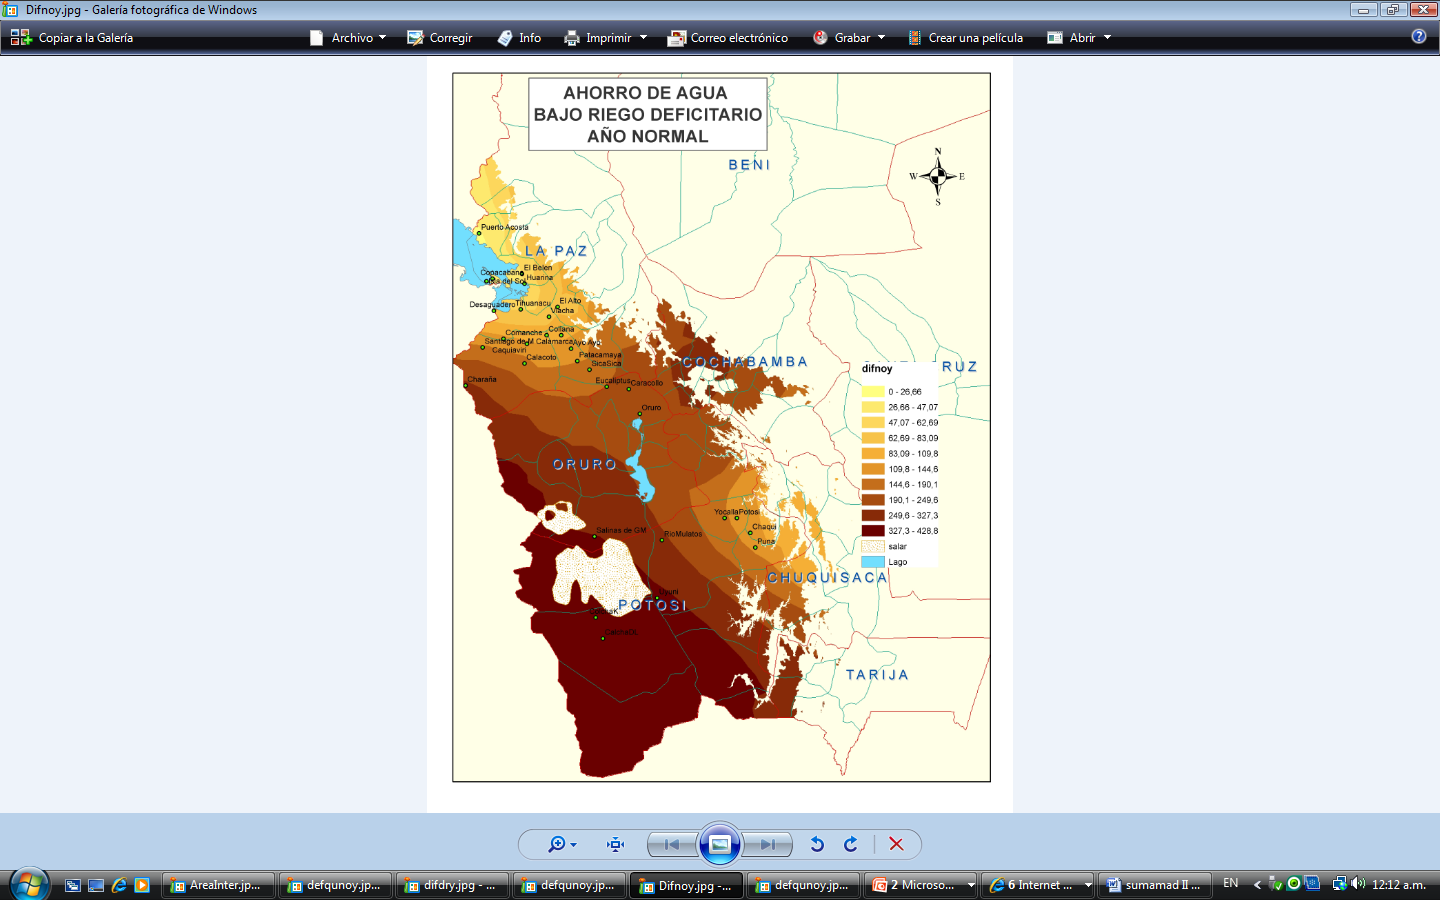 Difnoy.jpg - Galería fotográfica de Windows
Copiar a la Galería
Archivo
Corregir
Info
Imprimir
Correo electrónico
Grabar
Crear una película
Abrir
AHORRO DE AGUA
BAJO RIEGO DEFICITARIO
AÑO NORMAL
BENI
N
W
E
S
Puerto Acosta
LA PAZ
El Belen
Copacabana
Huarina
del Sol
Desaguadero
Tihuanacu
El Alto
Viacha
Comanche
Collana
Santiago de M
Calamarca
Ayo Ayo
Caquiaviri
Patacamaya
Calacoto
SicaSica
COCHABAMBA
RUZ
Charaña
Eucaliptus
Caracollo
Oruro
difnoy
0 - 26,66
26,66 - 47,07
47,07 - 62,69
62,69 - 83,09
83,09 - 109,8
109,8 - 144,6
144,6 - 190,1
190,1 - 249,6
249,6 - 327,3
327,3 - 428,8
salar
Lago
ORURO
Yocalla
Potosi
Chaqui
Puna
Salinas de GM
RioMulatos
CHUQUISACA
POTOSI
TARIJA
AreaInter.jp...
defqunoy.jp...
difdry.jpg - ...
defqunoy.jp...
Difnoy.jpg -...
defqunoy.jp...
2 Microso...
6 Internet ...
sumamad II ...
EN
12:12 a.m.